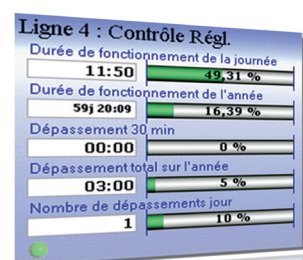 Ligne 4 : Contrôle Régl.
Durée de fonctionnement de la journée
11:50 49,31 %
Durée de fonctionnement de l'année
59j 20:09 16,39 %
Dépassement 30 min
00:00 0 %
Dépassement total sur l'année
03:00 5 %
Nombre de dépassements jour
1 10 %